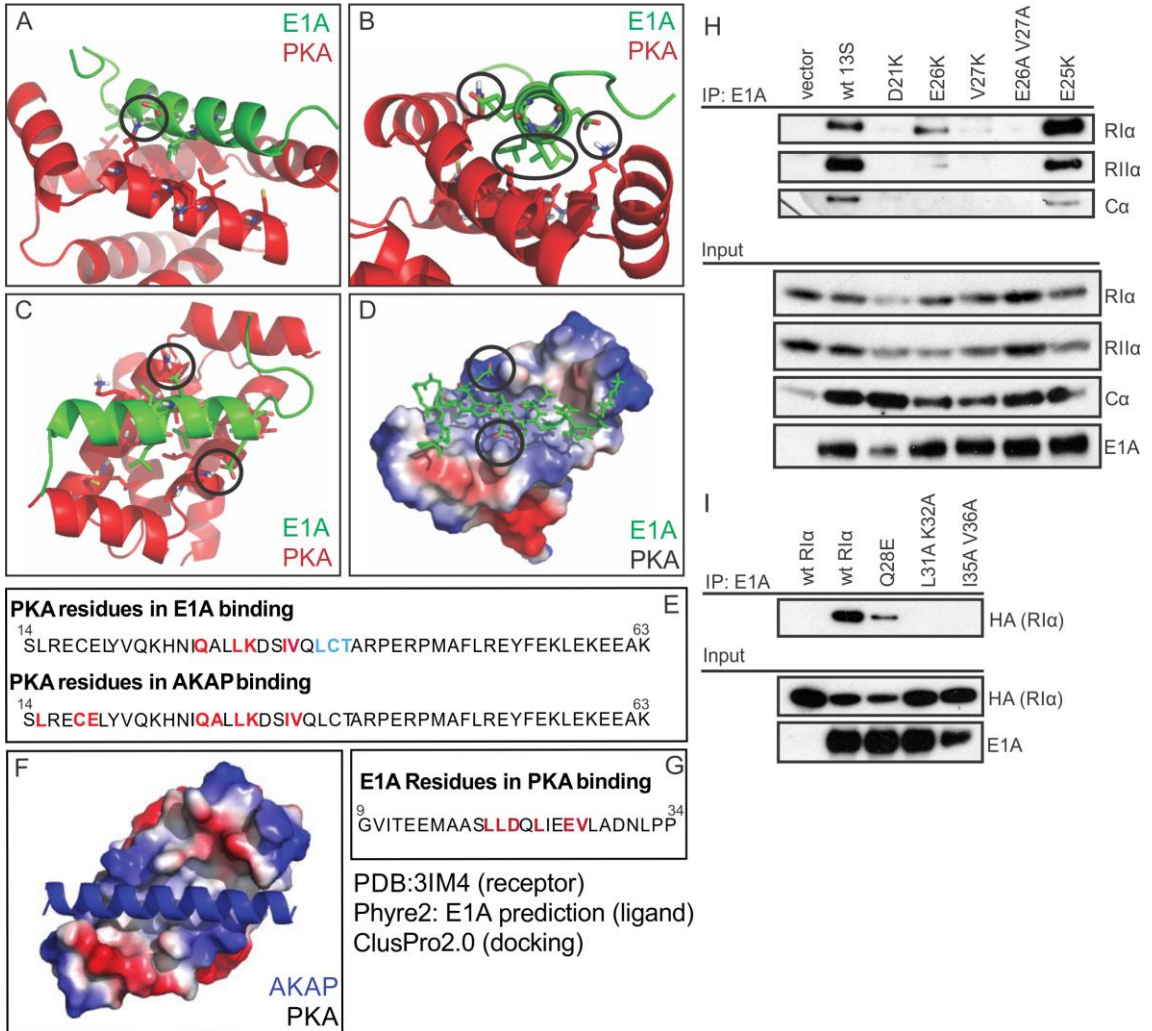 A
E1A
PKA
B
E1A
PKA
C
E1A
PKA
D
E1A
PKA
E
PKA residues in E1A binding
14
SLRECELYVQKHNIQALLKDSIVQLCTARPERPMAFLREYFEKLEKEEAK
63
PKA residues in AKAP binding
14
SLRECELYVQKHNIQALLKDSIVQLCTARPERPMAFLREYFEKLEKEEAK
63
F
AKAP
PKA
G
E1A Residues in PKA binding
9
GVITEEMAASLLDQLIEEVLADNLPP
34
PDB:3IM4 (receptor)
Phyre2: E1A prediction (ligand)
ClusPro2.0 (docking)
H
IP: E1A
vector
wt 13S
D21K
E26K
V27K
E26A V27A
E25K
RIα
RIIα
Cα
Input
RIα
RIIα
Cα
E1A
I
IP: E1A
wt RIα
wt RIα
Q28E
L31A K32A
I35A V36A
HA (RIα)
Input
HA (RIα)
E1A